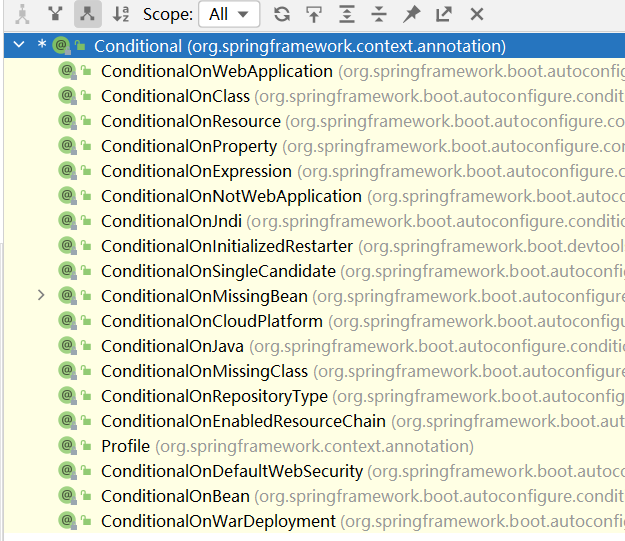 Scope: All
* Conditional (org.springframework.context.annotation)
ConditionalOnWebApplication (org.springframework.boot.autoconfig
ConditionalOnClass (org.springframework.boot.autoconfigure.condit
ConditionalOnResource (org.springframework.boot.autoconfigure.co
ConditionalOnProperty (org.springframework.boot.autoconfigure.con
ConditionalOnExpression (org.springframework.boot.autoconfigure.
ConditionalOnNotWebApplication (org.springframework.boot.autoco
ConditionalOnJndi (org.springframework.boot.autoconfigure.conditio
ConditionalOnInitializedRestarter (org.springframework.boot.devtool
ConditionalOnSingleCandidate (org.springframework.boot.autoconfi
ConditionalOnMissingBean (org.springframework.boot.autoconfigure
ConditionalOnCloudPlatform (org.springframework.boot.autoconfigu
ConditionalOnJava (org.springframework.boot.autoconfigure.conditio
ConditionalOnMissingClass (org.springframework.boot.autoconfigure
ConditionalOnRepositoryType (org.springframework.boot.autoconfig
ConditionalOnEnabledResourceChain (org.springframework.boot.aut
Profile (org.springframework.context.annotation)
ConditionalOnDefaultWebSecurity (org.springframework.boot.autoco
ConditionalOnBean (org.springframework.boot.autoconfigure.condit
ConditionalOnWarDeployment (org.springframework.boot.autoconfi